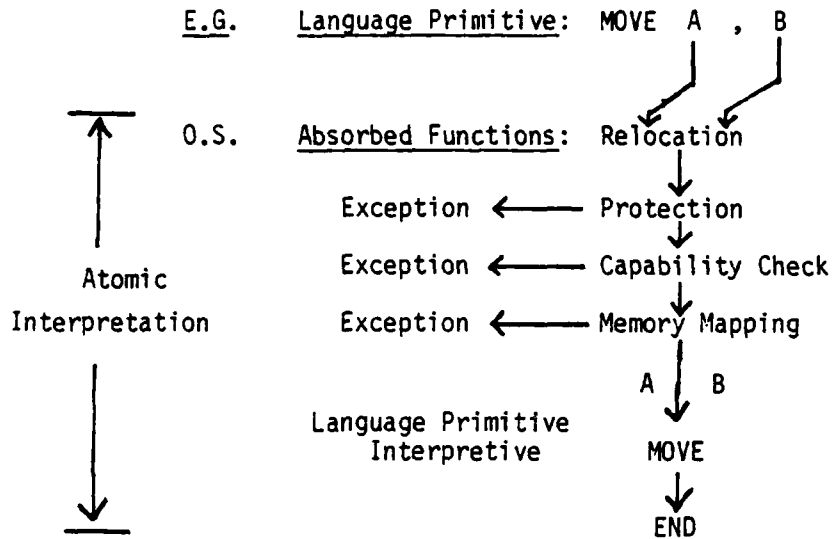 E.G. Language Primitive: MOVE A , B
O.S. Absorbed Functions: Relocation
Exception Protection
Exception Capability Check
Atomic
Interpretation
Exception Memory Mapping
A B
Language Primitive
Interpretive MOVE
END